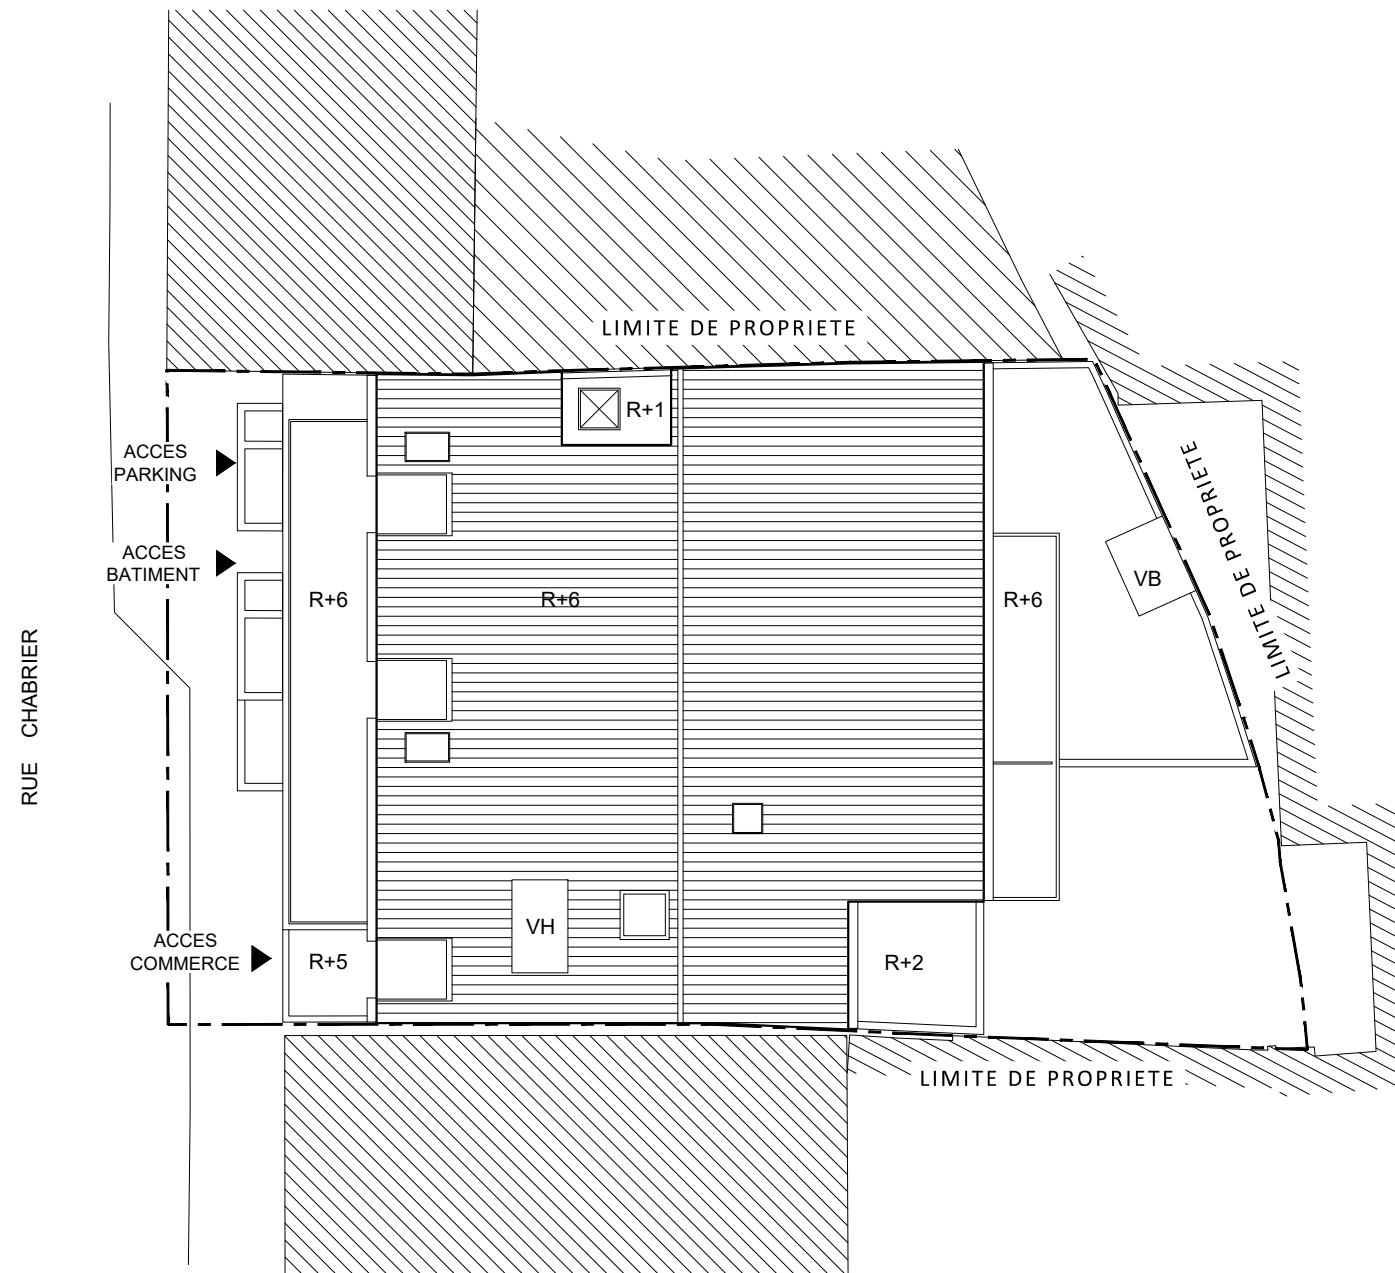 LIMITE DE PROPRIETE
R+1
ACCES
PARKING
LIMITE DE PROPRIETE
ACCES
BATIMENT
VB
R+6
R+6
R+6
RUE CHABRIER
VH
ACCES
COMMERCE
R+5
R+2
LIMITE DE PROPRIETE